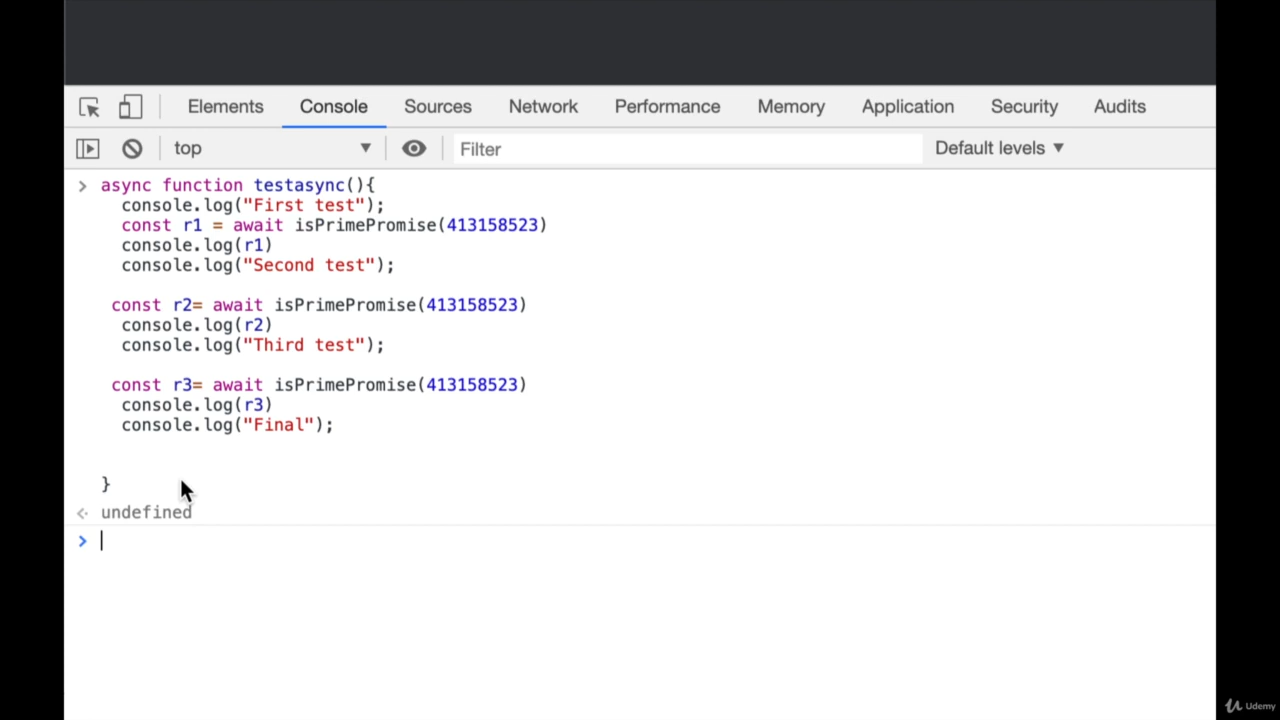 Elements Console Sources Network Performance Memory Application Security Audits
top Filter Default levels
async function testasync(){
console.log("First test");
const r1 = await isPrimePromise(413158523)
console.log(r1)
console.log("Second test");
const r2= await isPrimePromise(413158523)
console.log(r2)
console.log("Third test");
const r3= await isPrimePromise(413158523)
console.log(r3)
console.log("Final");
}
undefined
Udemy